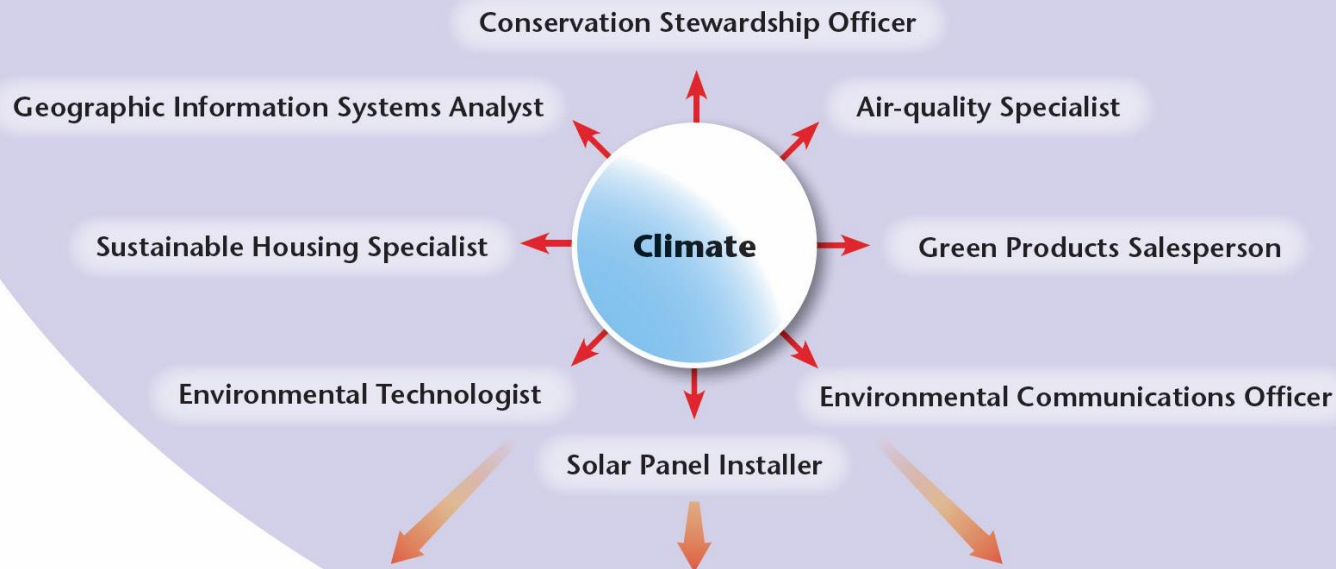 Conservation Stewardship Officer
Geographic Information Systems Analyst
Air-quality Specialist
Sustainable Housing Specialist
Climate
Green Products Salesperson
Environmental Technologist
Environmental Communications Officer
Solar Panel Installer